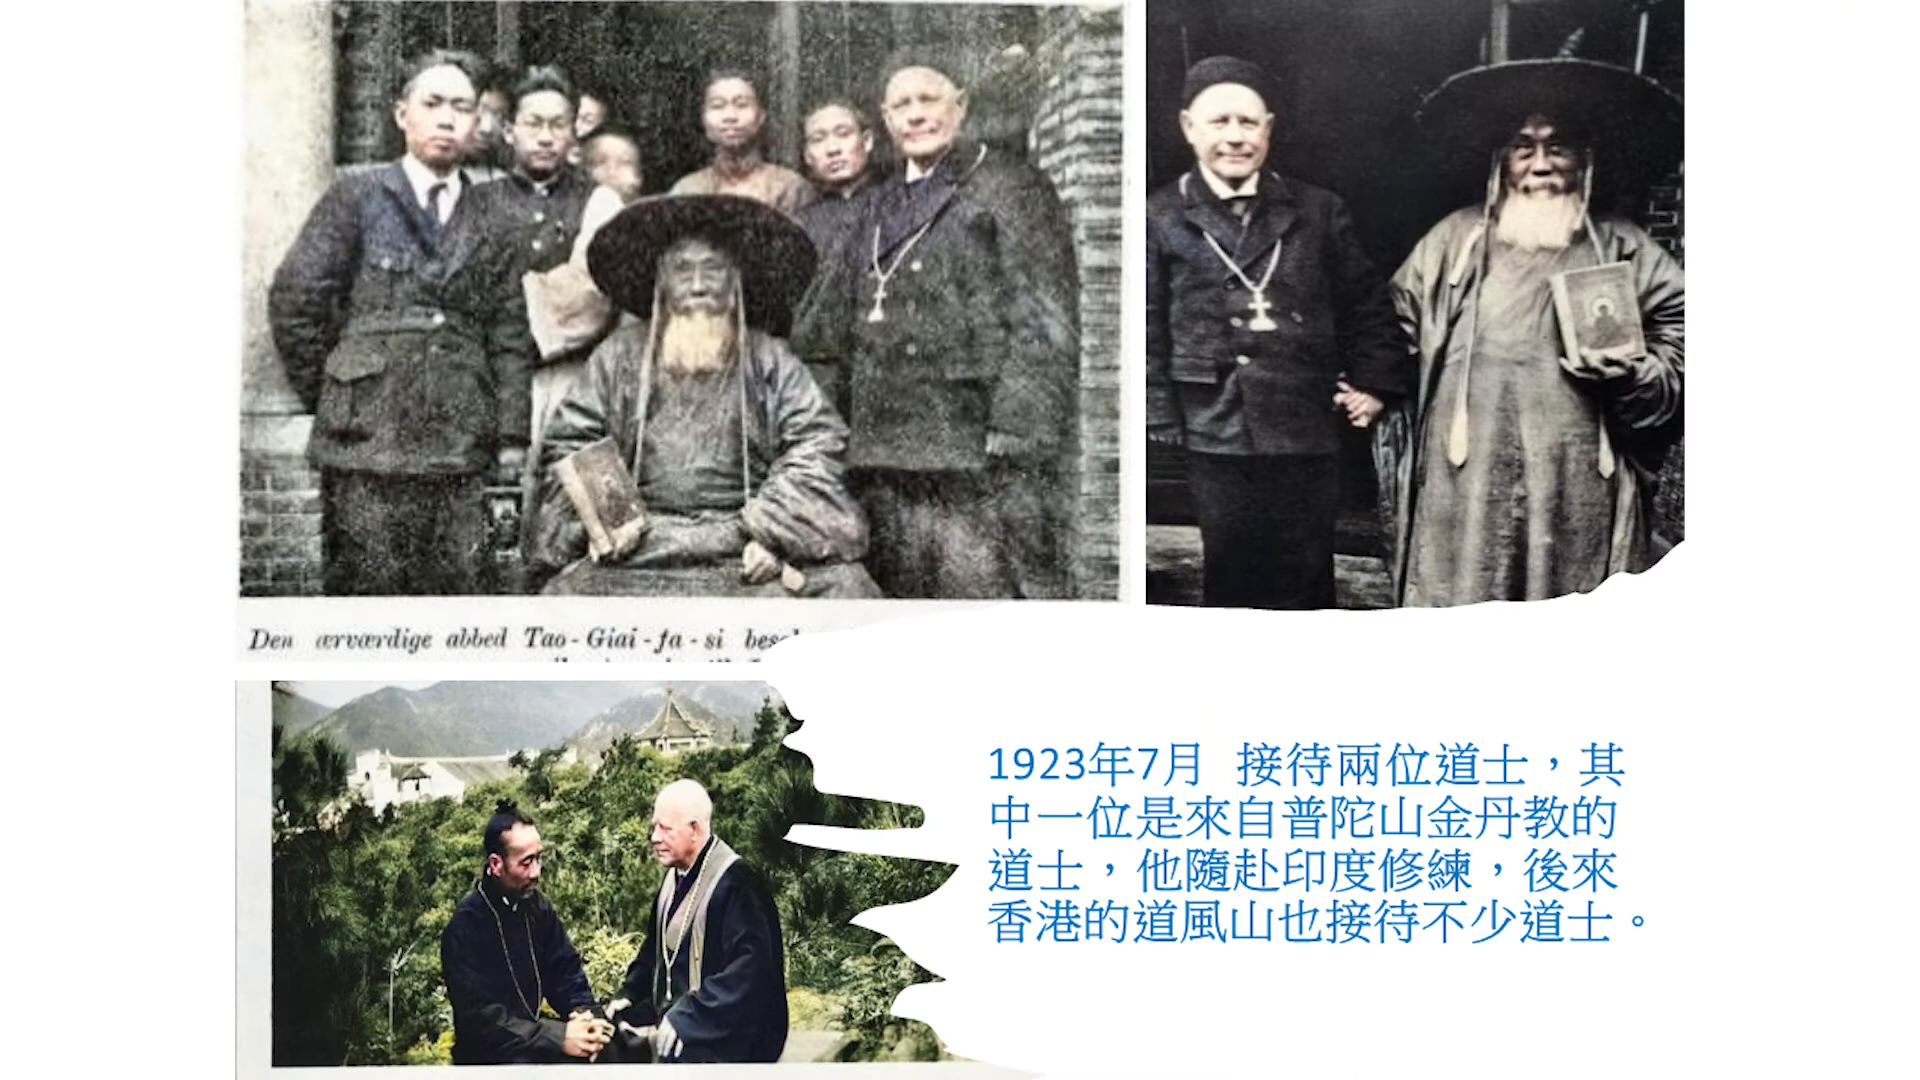 Den ærværdige abbed Tao-Giai-fa-si
1923年7月 接待兩位道士，其
中一位是來自普陀山金丹教的
道士，他隨赴印度修練，後來
香港的道風山也接待不少道士。